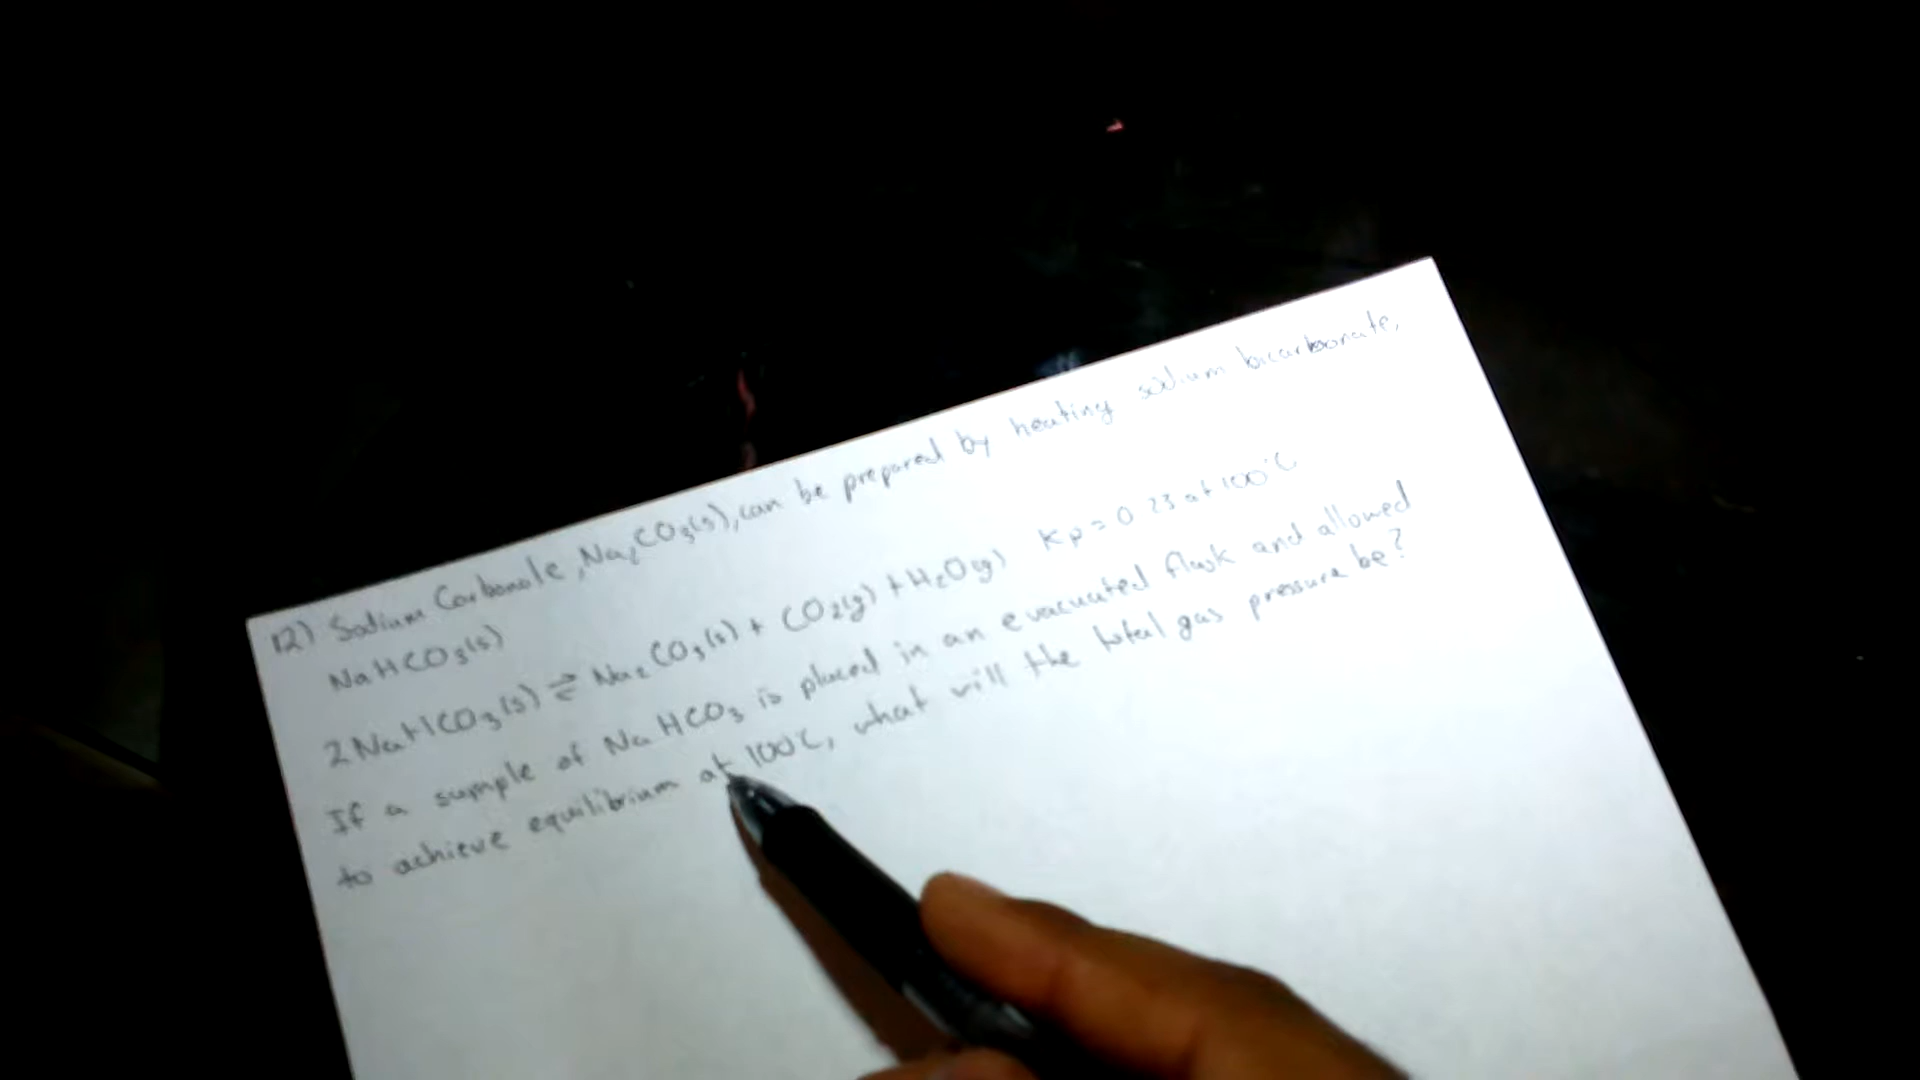 12) Sodium Carbonate, Na₂CO₃(s), can be prepared by heating sodium bicarbonate,
NaHCO₃(s)
2NaHCO₃(s) ⇌ Na₂CO₃(s) + CO₂(g) + H₂O(g) Kp = 0.23 at 100°C
If a sample of NaHCO₃ is placed in an evacuated flask and allowed
to achieve equilibrium at 100°C, what will the total gas pressure be?